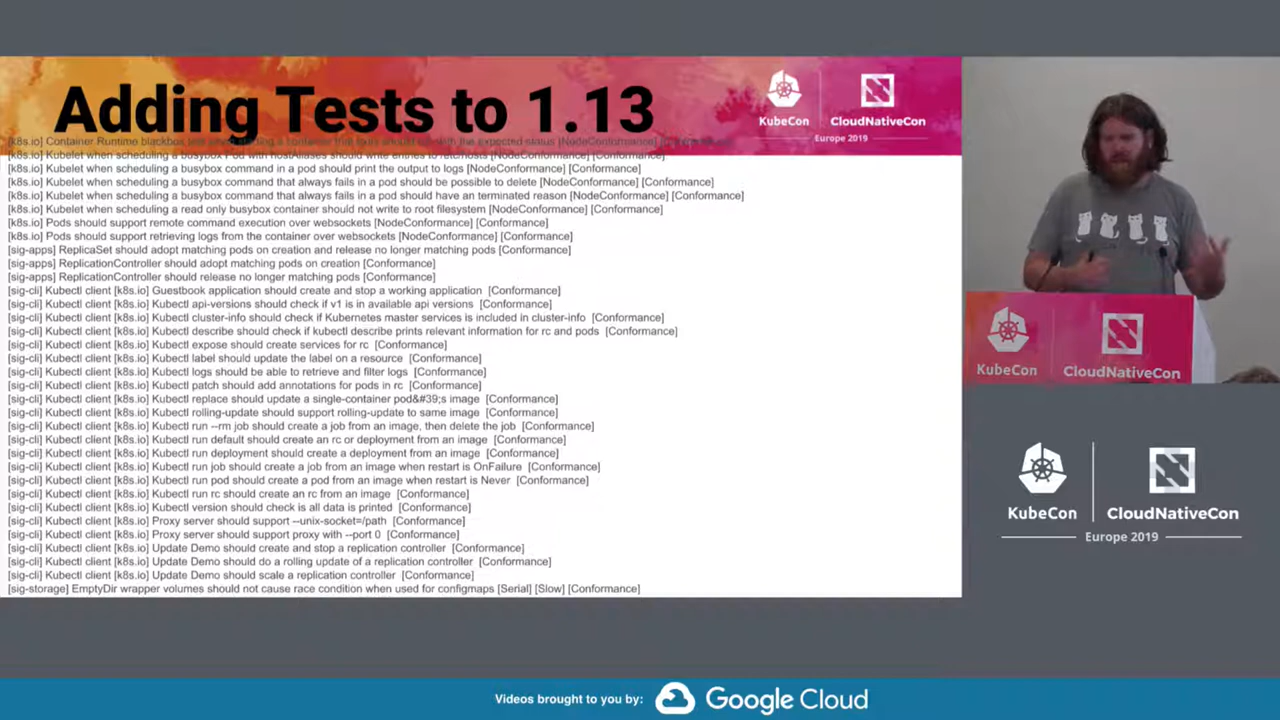 Adding Tests to 1.13
KubeCon
CloudNativeCon
Europe 2019
[k8s.io] Container Runtime blackbox with the expected status [NodeConformance]
[k8s.io] Kubelet when scheduling a busybox Pod with hostAliases should write entries to /etc/hosts [NodeConformance] [Conformance]
[k8s.io] Kubelet when scheduling a busybox command in a pod should print the output to logs [NodeConformance] [Conformance]
[k8s.io] Kubelet when scheduling a busybox command that always fails in a pod should be possible to delete [NodeConformance] [Conformance]
[k8s.io] Kubelet when scheduling a busybox command that always fails in a pod should have an terminated reason [NodeConformance] [Conformance]
[k8s.io] Kubelet when scheduling a read only busybox container should not write to root filesystem [NodeConformance] [Conformance]
[k8s.io] Pods should support remote command execution over websockets [NodeConformance] [Conformance]
[k8s.io] Pods should support retrieving logs from the container over websockets [NodeConformance] [Conformance]
[sig-apps] ReplicaSet should adopt matching pods on creation and release no longer matching pods [Conformance]
[sig-apps] ReplicationController should adopt matching pods on creation [Conformance]
[sig-apps] ReplicationController should release no longer matching pods [Conformance]
[sig-cli] Kubectl client [k8s.io] Guestbook application should create and stop a working application [Conformance]
[sig-cli] Kubectl client [k8s.io] Kubectl api-versions should check if v1 is in available api versions [Conformance]
[sig-cli] Kubectl client [k8s.io] Kubectl cluster-info should check if Kubernetes master services is included in cluster-info [Conformance]
[sig-cli] Kubectl client [k8s.io] Kubectl describe should check if kubectl describe prints relevant information for rc and pods [Conformance]
[sig-cli] Kubectl client [k8s.io] Kubectl expose should create services for rc [Conformance]
[sig-cli] Kubectl client [k8s.io] Kubectl label should update the label on a resource [Conformance]
[sig-cli] Kubectl client [k8s.io] Kubectl logs should be able to retrieve and filter logs [Conformance]
[sig-cli] Kubectl client [k8s.io] Kubectl patch should add annotations for pods in rc [Conformance]
[sig-cli] Kubectl client [k8s.io] Kubectl replace should update a single-container pod&#39;s image [Conformance]
[sig-cli] Kubectl client [k8s.io] Kubectl rolling-update should support rolling-update to same image [Conformance]
[sig-cli] Kubectl client [k8s.io] Kubectl run --rm job should create a job from an image, then delete the job [Conformance]
[sig-cli] Kubectl client [k8s.io] Kubectl run default should create an rc or deployment from an image [Conformance]
[sig-cli] Kubectl client [k8s.io] Kubectl run deployment should create a deployment from an image [Conformance]
[sig-cli] Kubectl client [k8s.io] Kubectl run job should create a job from an image when restart is OnFailure [Conformance]
[sig-cli] Kubectl client [k8s.io] Kubectl run pod should create a pod from an image when restart is Never [Conformance]
[sig-cli] Kubectl client [k8s.io] Kubectl run rc should create an rc from an image [Conformance]
[sig-cli] Kubectl client [k8s.io] Kubectl version should check is all data is printed [Conformance]
[sig-cli] Kubectl client [k8s.io] Proxy server should support --unix-socket=/path [Conformance]
[sig-cli] Kubectl client [k8s.io] Proxy server should support proxy with --port 0 [Conformance]
[sig-cli] Kubectl client [k8s.io] Update Demo should create and stop a replication controller [Conformance]
[sig-cli] Kubectl client [k8s.io] Update Demo should do a rolling update of a replication controller [Conformance]
[sig-cli] Kubectl client [k8s.io] Update Demo should scale a replication controller [Conformance]
[sig-storage] EmptyDir wrapper volumes should not cause race condition when used for configmaps [Serial] [Slow] [Conformance]
KubeCon
CloudNativeCon
KubeCon
CloudNativeCon
Europe 2019
Videos brought to you by: Google Cloud